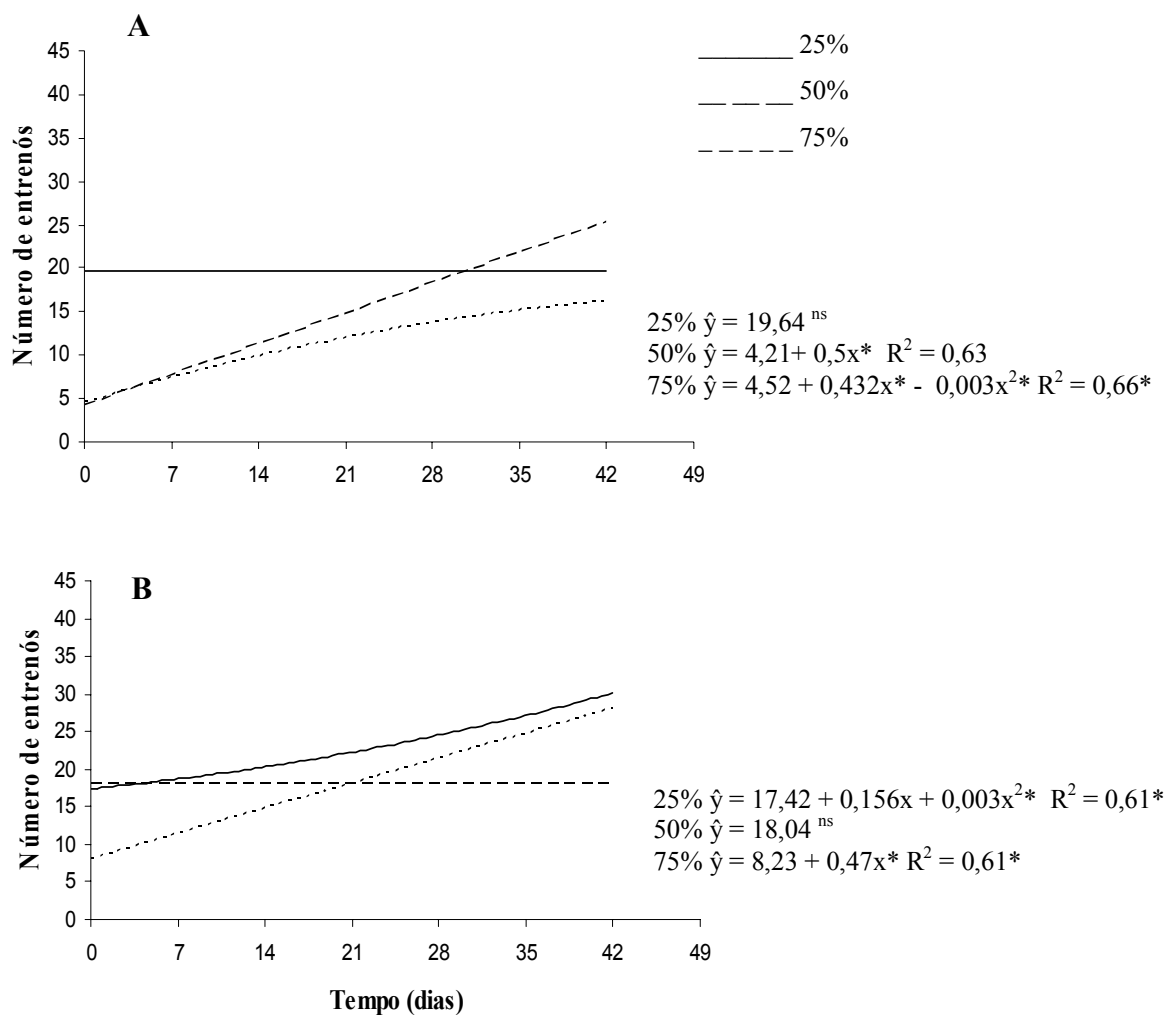 A
25%
50%
75%
45
40
35
30
25
20
15
10
5
0
Número de entrenós
0 7 14 21 28 35 42 49
25% ŷ = 19,64 ns
50% ŷ = 4,21+ 0,5x* R² = 0,63
75% ŷ = 4,52 + 0,432x* - 0,003x²* R² = 0,66*
B
45
40
35
30
25
20
15
10
5
0
Número de entrenós
0 7 14 21 28 35 42 49
Tempo (dias)
25% ŷ = 17,42 + 0,156x + 0,003x²* R² = 0,61*
50% ŷ = 18,04 ns
75% ŷ = 8,23 + 0,47x* R² = 0,61*